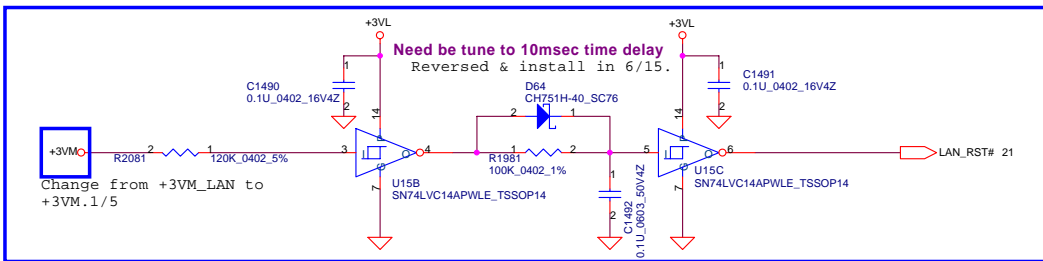 +3VL
+3VL
Need be tune to 10msec time delay
Reversed & install in 6/15.
1
C1490
0.1U_0402_16V4Z
2
14
D64
CH751H-40_SC76
2
1
1
C1491
0.1U_0402_16V4Z
2
14
+3VM
2
R2081
1
120K_0402_5%
3
P
I
O
G
4
1
R1981
2
100K_0402_1%
5
P
I
O
G
6
LAN_RST# 21
Change from +3VM_LAN to
+3VM.1/5
7
U15B
SN74LVC14APWLE_TSSOP14
1
C1492
0.1U_0603_50V4Z
2
7
U15C
SN74LVC14APWLE_TSSOP14